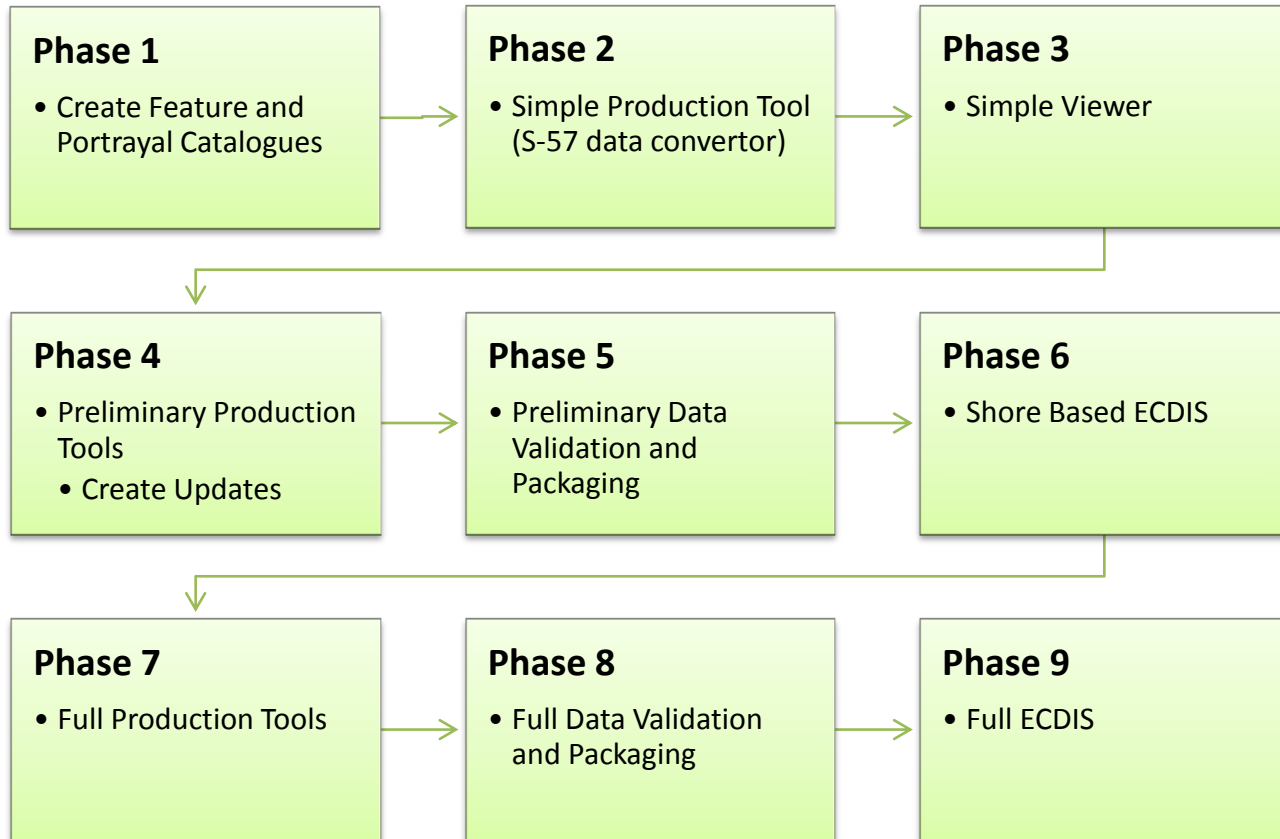 Phase 1
• Create Feature and
Portrayal Catalogues
Phase 2
• Simple Production Tool
(S-57 data convertor)
Phase 3
• Simple Viewer
Phase 4
• Preliminary Production
Tools
• Create Updates
Phase 5
• Preliminary Data
Validation and
Packaging
Phase 6
• Shore Based ECDIS
Phase 7
• Full Production Tools
Phase 8
• Full Data Validation
and Packaging
Phase 9
• Full ECDIS